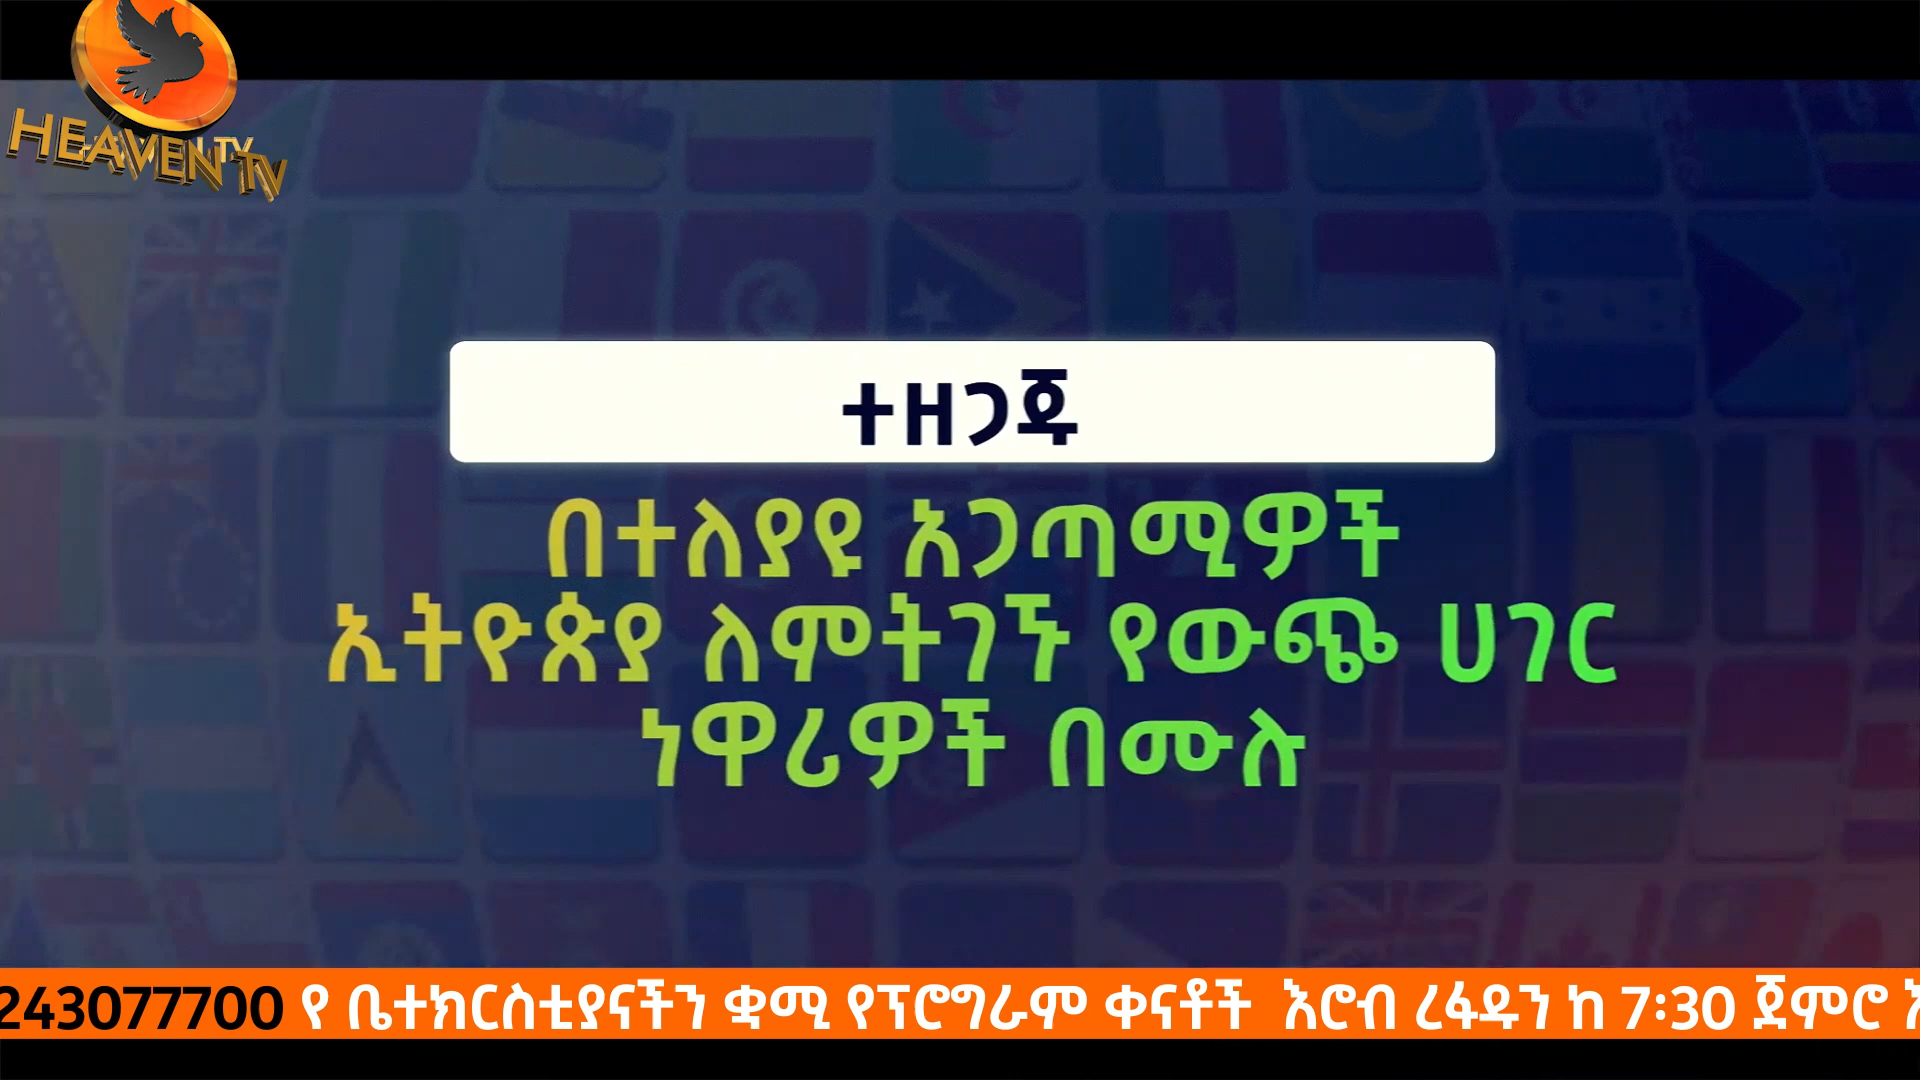 HEAVEN TV
ተዘጋጁ
በተለያዩ አጋጣሚዎች
ኢትዮጵያ ለምትገኙ የውጭ ሀገር
ነዋሪዎች በሙሉ
243077700 የ ቤተክርስቲያናችን ቋሚ የፕሮግራም ቀናቶች እሮብ ረፋዱን ከ 7፡30 ጀምሮ